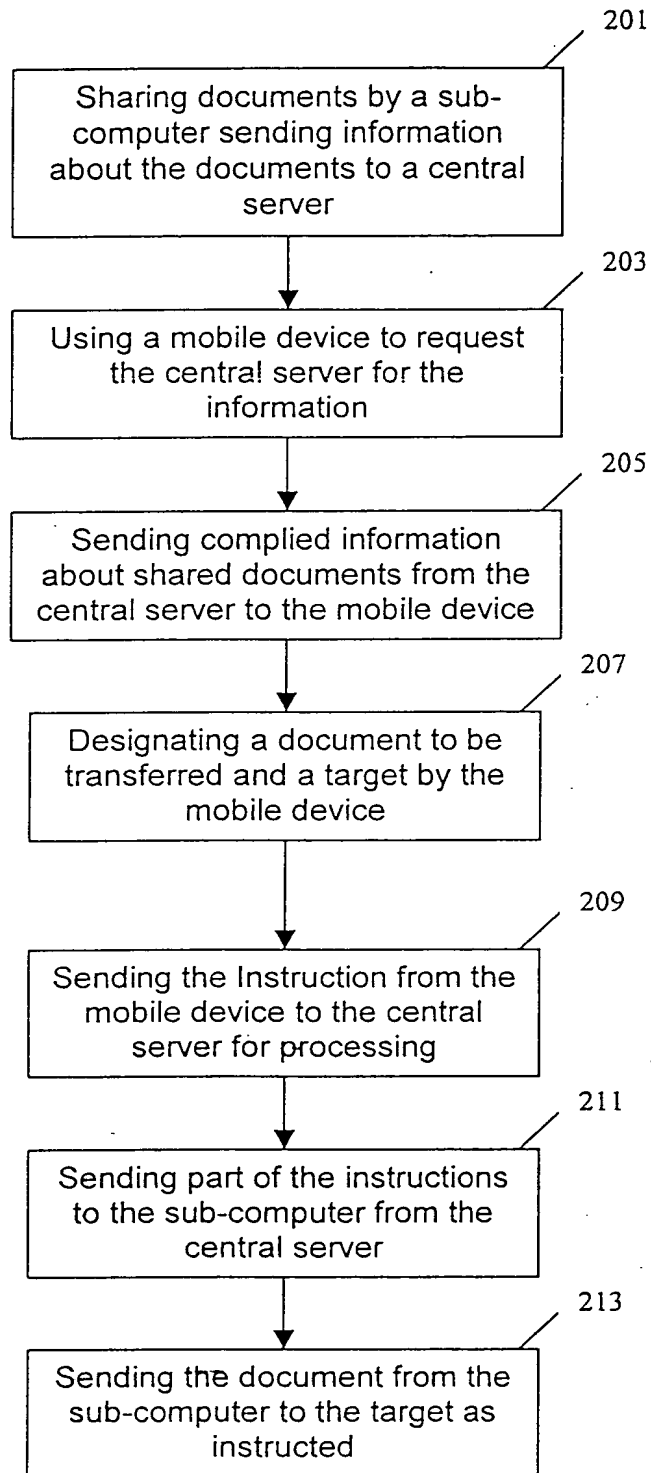 201
Sharing documents by a sub-
computer sending information
about the documents to a central
server
203
Using a mobile device to request
the central server for the
information
205
Sending complied information
about shared documents from the
central server to the mobile device
207
Designating a document to be
transferred and a target by the
mobile device
209
Sending the Instruction from the
mobile device to the central
server for processing
211
Sending part of the instructions
to the sub-computer from the
central server
213
Sending the document from the
sub-computer to the target as
instructed